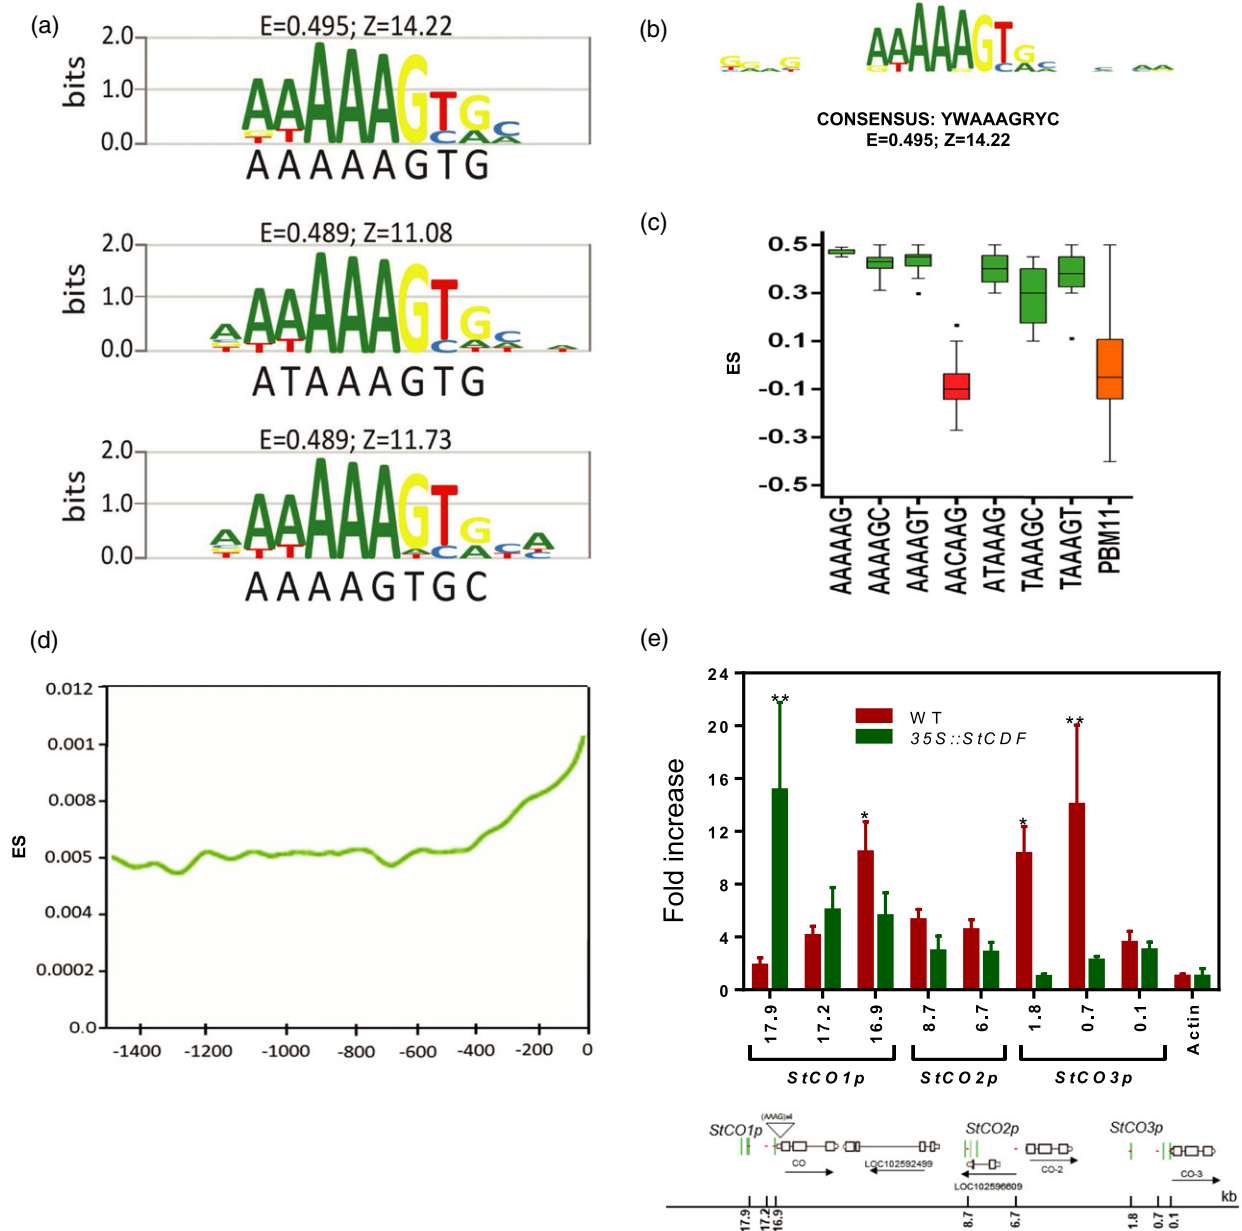 (a)
E=0.495; Z=14.22
2.0
bits
1.0
0.0
AAAAAGTG
E=0.489; Z=11.08
2.0
bits
1.0
0.0
ATAAAGTG
E=0.489; Z=11.73
2.0
bits
1.0
0.0
AAAAGTGC
(b)
CONSENSUS: YWAAAGRYC
E=0.495; Z=14.22
(c)
ES
0.5
0.3
0.1
-0.1
-0.3
-0.5
AAAAAG
AAAAGC
AAAAGT
AACAAG
ATAAAG
TAAAGC
TAAAGT
PBM11
(d)
ES
0.012
0.001
0.008
0.005
0.004
0.0002
0.0
-1400 -1200 -1000 -800 -600 -400 -200 0
(e)
Fold increase
24
20
16
12
8
4
0
** * * **
WT
35S::StCDF
17.9 17.2 16.9 8.7 6.7 1.8 0.7 0.1 Actin
StCO1p StCO2p StCO3p
(AAAG)x4
StCO1p StCO2p StCO3p
CO LOC102592499 CO-2 CO-3
LOC102596609
kb
17.9 17.2 16.9 8.7 6.7 1.8 0.7 0.1